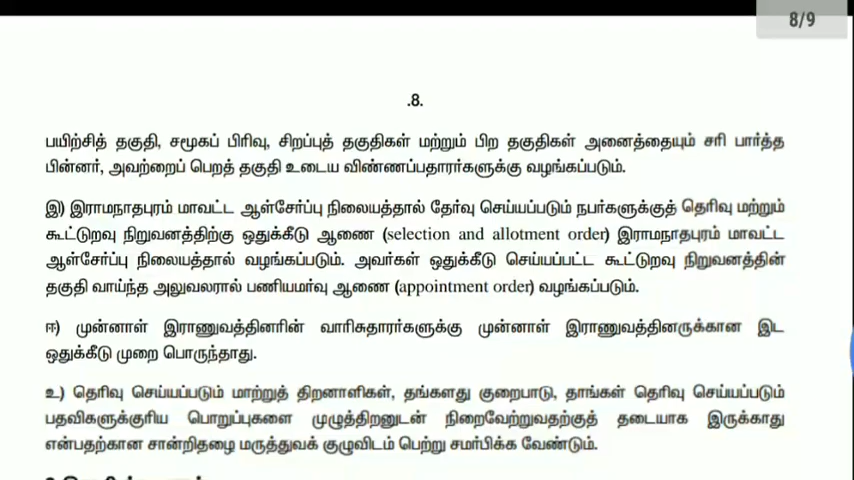 8/9
.8.
பயிற்சித் தகுதி, சமூகப் பிரிவு, சிறப்புத் தகுதிகள் மற்றும் பிற தகுதிகள் அனைத்தையும் சரி பார்த்த
பின்னர், அவற்றைப் பெறத் தகுதி உடைய விண்ணப்பதாரர்களுக்கு வழங்கப்படும்.
இ) இராமநாதபுரம் மாவட்ட ஆள்சேர்ப்பு நிலையத்தால் தேர்வு செய்யப்படும் நபர்களுக்குத் தெரிவு மற்றும்
கூட்டுறவு நிறுவனத்திற்கு ஒதுக்கீடு ஆணை (selection and allotment order) இராமநாதபுரம் மாவட்ட
ஆள்சேர்ப்பு நிலையத்தால் வழங்கப்படும். அவர்கள் ஒதுக்கீடு செய்யப்பட்ட கூட்டுறவு நிறுவனத்தின்
தகுதி வாய்ந்த அலுவலரால் பணியமர்வு ஆணை (appointment order) வழங்கப்படும்.
ஈ) முன்னாள் இராணுவத்தினரின் வாரிசுதாரர்களுக்கு முன்னாள் இராணுவத்தினருக்கான இட
ஒதுக்கீடு முறை பொருந்தாது.
உ) தெரிவு செய்யப்படும் மாற்றுத் திறனாளிகள், தங்களது குறைபாடு, தாங்கள் தெரிவு செய்யப்படும்
பதவிகளுக்குரிய பொறுப்புகளை முழுத்திறனுடன் நிறைவேற்றுவதற்குத் தடையாக இருக்காது
என்பதற்கான சான்றிதழை மருத்துவக் குழுவிடம் பெற்று சமர்பிக்க வேண்டும்.